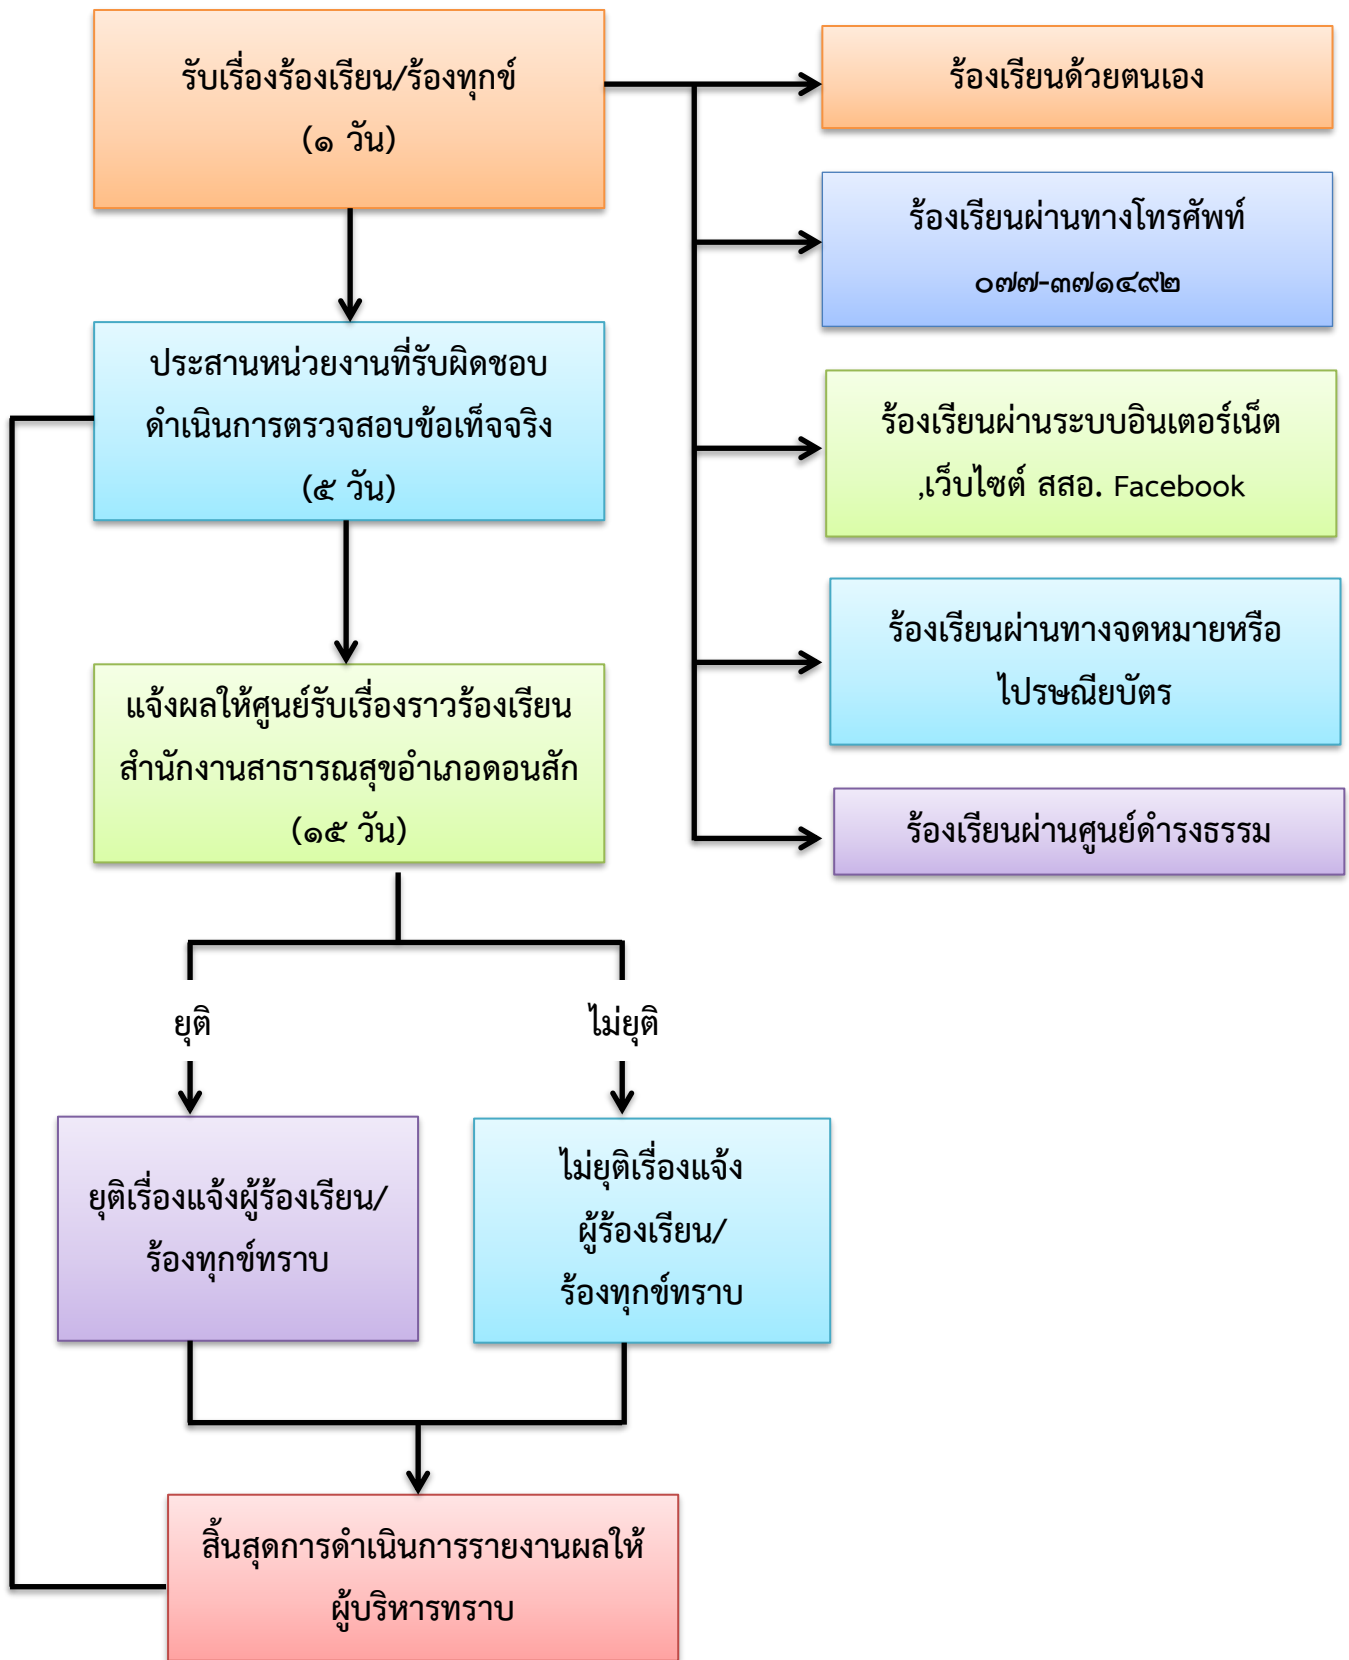 รับเรื่องร้องเรียน/ร้องทุกข์
(๑ วัน)
ร้องเรียนด้วยตนเอง
ร้องเรียนผ่านทางโทรศัพท์
๐๗๗-๓๗๑๔๙๒
ประสานหน่วยงานที่รับผิดชอบ
ดำเนินการตรวจสอบข้อเท็จจริง
(๕ วัน)
ร้องเรียนผ่านระบบอินเตอร์เน็ต
,เว็บไซต์ สสอ. Facebook
ร้องเรียนผ่านทางจดหมายหรือ
ไปรษณียบัตร
แจ้งผลให้ศูนย์รับเรื่องราวร้องเรียน
สำนักงานสาธารณสุขอำเภอดอนสัก
(๑๕ วัน)
ร้องเรียนผ่านศูนย์ดำรงธรรม
ยุติ
ไม่ยุติ
ยุติเรื่องแจ้งผู้ร้องเรียน/
ร้องทุกข์ทราบ
ไม่ยุติเรื่องแจ้ง
ผู้ร้องเรียน/
ร้องทุกข์ทราบ
สิ้นสุดการดำเนินการรายงานผลให้
ผู้บริหารทราบ